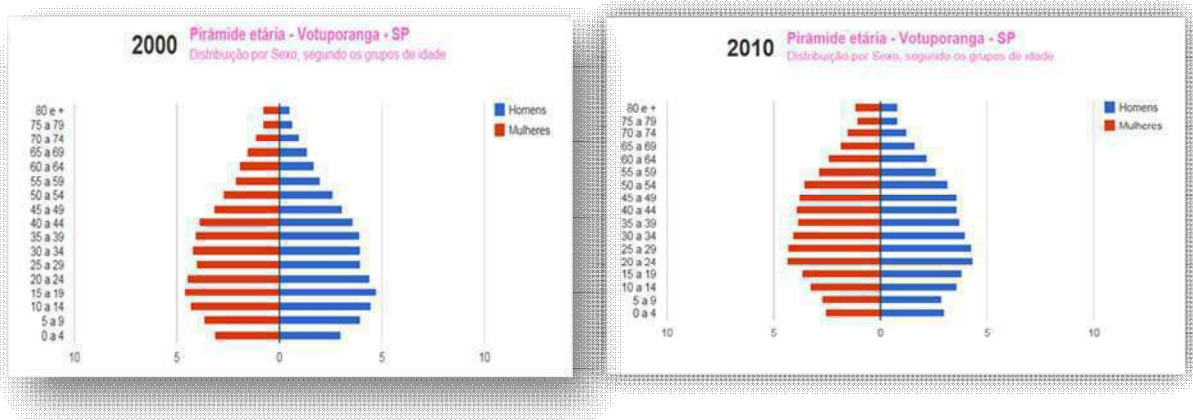 2000
Pirâmide etária - Votuporanga - SP
Distribuição por Sexo, segundo os grupos de idade
80 e +
75 a 79
70 a 74
65 a 69
60 a 64
55 a 59
50 a 54
45 a 49
40 a 44
35 a 39
30 a 34
25 a 29
20 a 24
15 a 19
10 a 14
5 a 9
0 a 4
10 5 0 5 10
Homens
Mulheres
2010
Pirâmide etária - Votuporanga - SP
Distribuição por Sexo, segundo os grupos de idade
80 e +
75 a 79
70 a 74
65 a 69
60 a 64
55 a 59
50 a 54
45 a 49
40 a 44
35 a 39
30 a 34
25 a 29
20 a 24
15 a 19
10 a 14
5 a 9
0 a 4
10 5 0 5 10
Homens
Mulheres